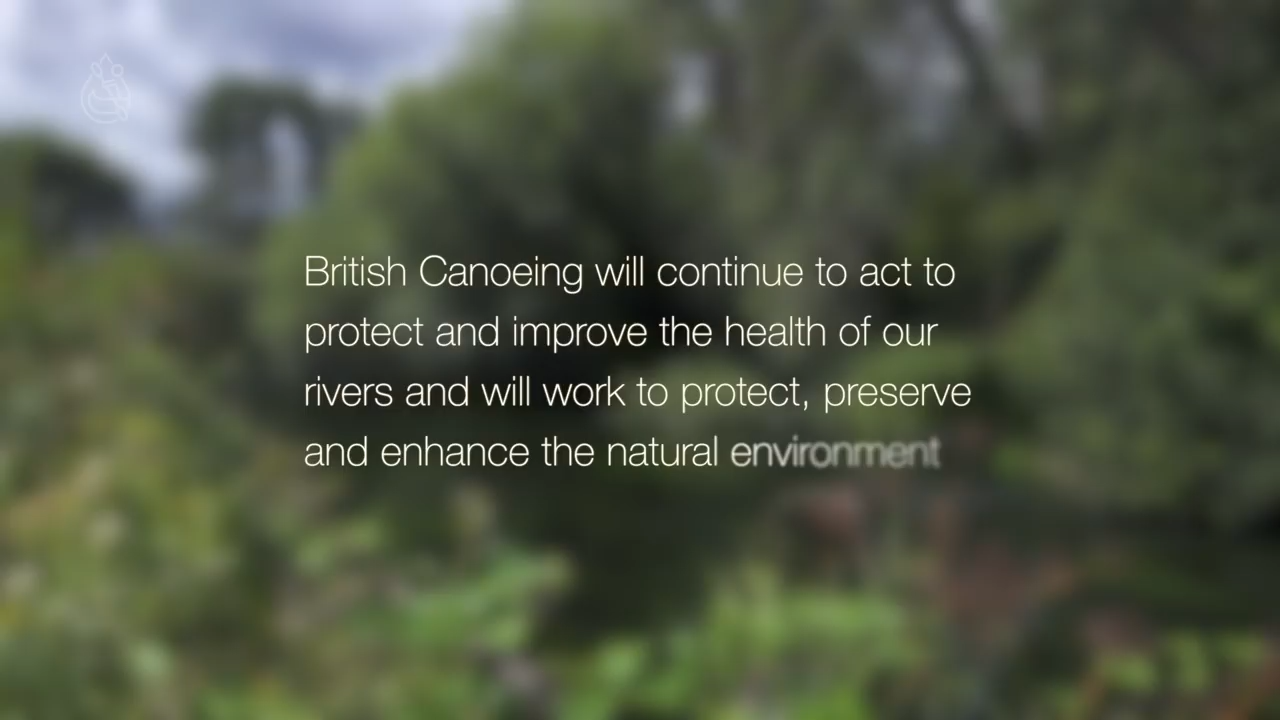 British Canoeing will continue to act to
protect and improve the health of our
rivers and will work to protect, preserve
and enhance the natural environment